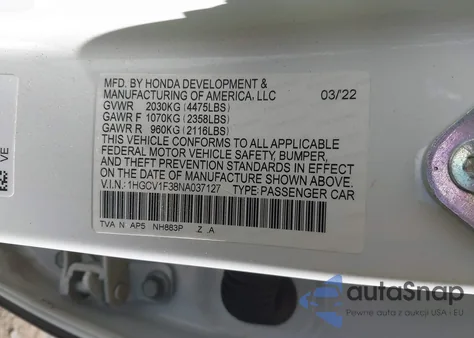 MFD. BY HONDA DEVELOPMENT &
MANUFACTURING OF AMERICA, LLC 03/'22
GVWR 2030KG (4475LBS)
GAWR F 1070KG (2358LBS)
GAWR R 960KG (2116LBS)
THIS VEHICLE CONFORMS TO ALL APPLICABLE
FEDERAL MOTOR VEHICLE SAFETY, BUMPER,
AND THEFT PREVENTION STANDARDS IN EFFECT
ON THE DATE OF MANUFACTURE SHOWN ABOVE.
V.I.N.: 1HGCV1F38NA037127 TYPE: PASSENGER CAR
TVA N AP5 NH883P Z .A
VE
autoSnap
Pewne auta z aukcji USA - EU